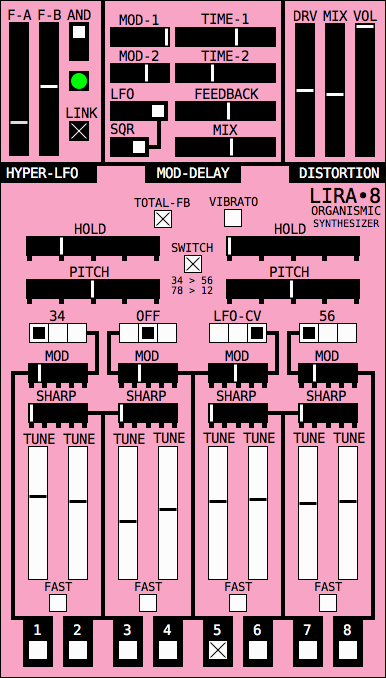 F-A F-B AND
MOD-1 TIME-1
DRV MIX VOL
MOD-2 TIME-2
LFO FEEDBACK
LINK
SQR MIX
HYPER-LFO MOD-DELAY DISTORTION
TOTAL-FB VIBRATO
LIRA•8
ORGANISMIC
SYNTHESIZER
HOLD HOLD
SWITCH
PITCH PITCH
34 > 56
78 > 12
34 OFF LFO-CV 56
MOD MOD MOD MOD
SHARP SHARP SHARP SHARP
TUNE TUNE TUNE TUNE TUNE TUNE TUNE TUNE
FAST FAST FAST FAST
1 2 3 4 5 6 7 8